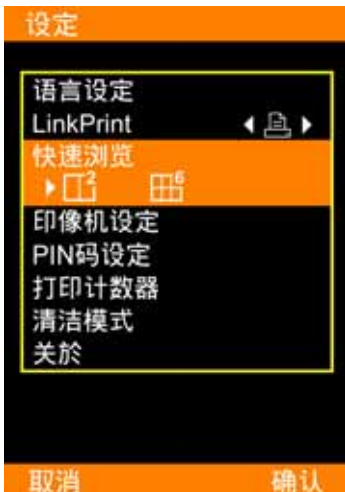 设定
语言设定
LinkPrint
快速浏览
2 6
印像机设定
PIN码设定
打印计数器
清洁模式
关於
取消 确认